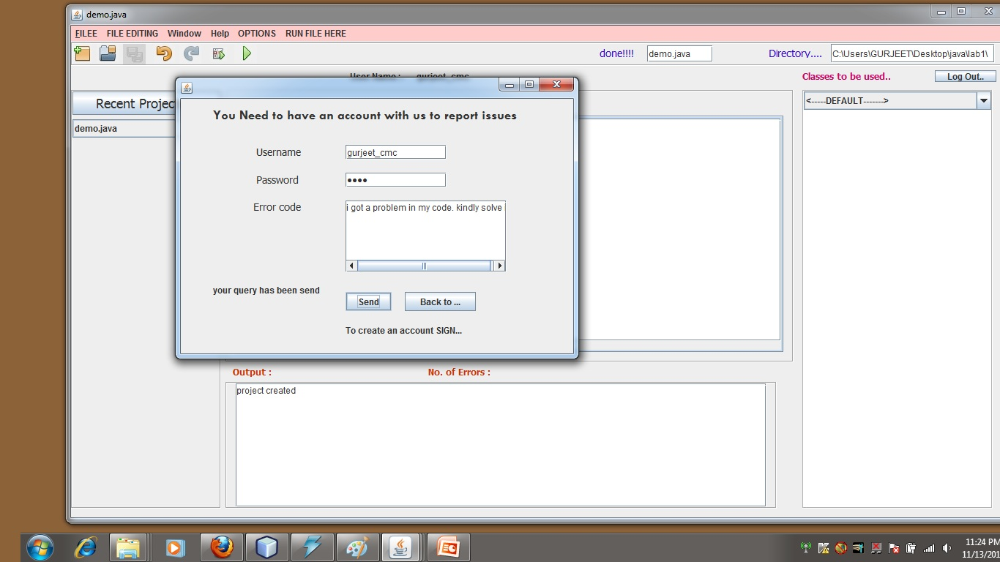 demo.java
FILEE FILE EDITING Window Help OPTIONS RUN FILE HERE
done!!!! demo.java Directory.... C:\Users\GURJEET\Desktop\java\lab1\
User Name : gurjeet_cmc
Classes to be used.. Log Out..
Recent Projec
<-----DEFAULT------->
demo.java
You Need to have an account with us to report issues
Username gurjeet_cmc
Password ••••
Error code i got a problem in my code. kindly solve
your query has been send
Send Back to ...
To create an account SIGN...
Output : No. of Errors :
project created
11:24 PM
11/13/201